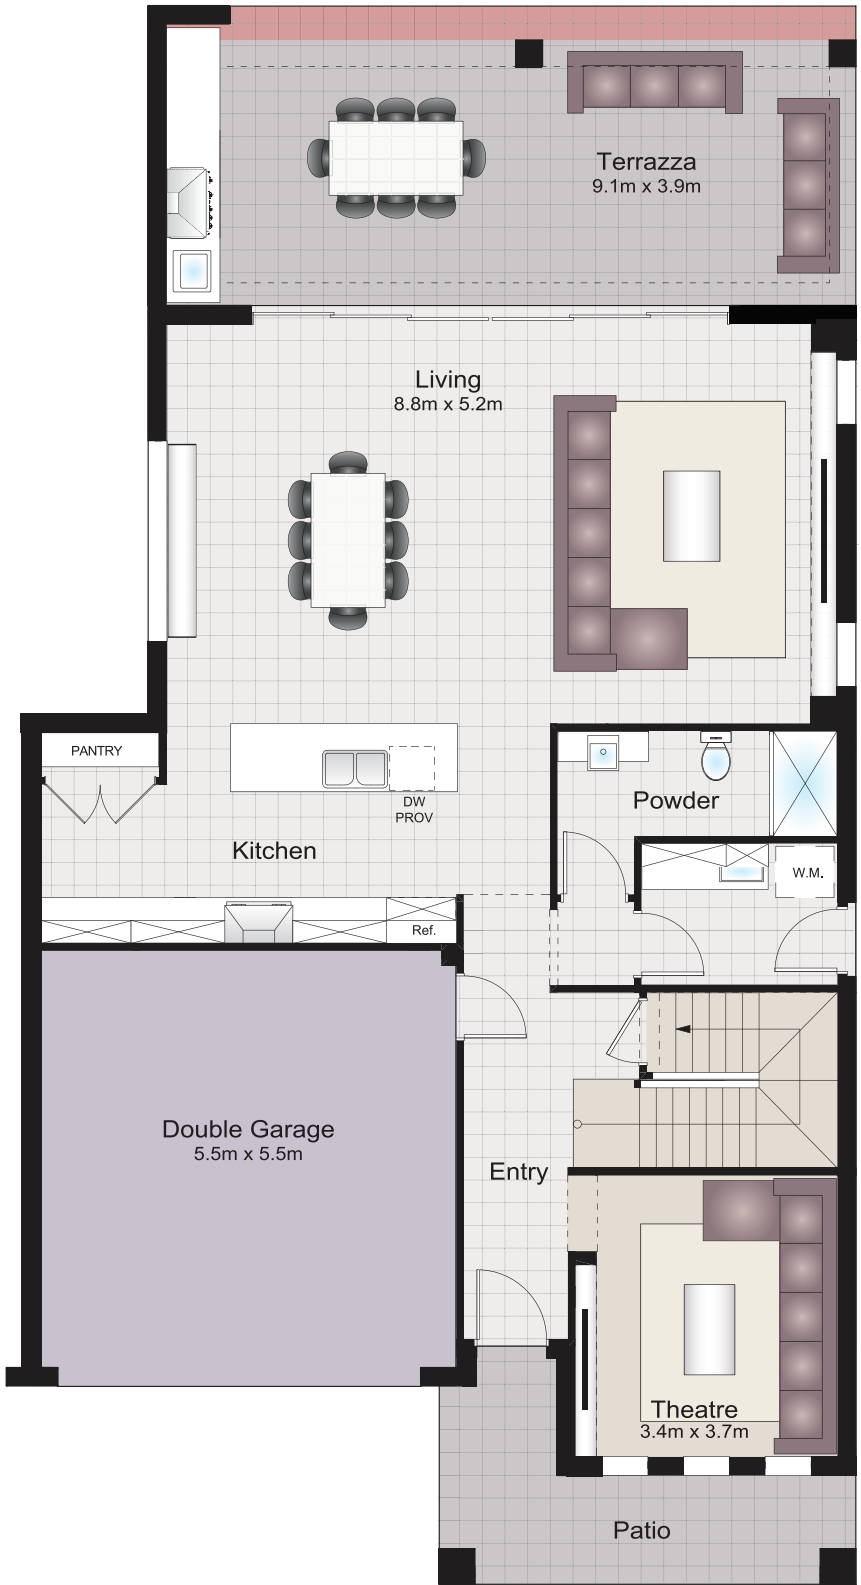 Terrazza
9.1m x 3.9m
Living
8.8m x 5.2m
PANTRY
DW
PROV
Powder
Kitchen
W.M.
Ref.
Double Garage
5.5m x 5.5m
Entry
Theatre
3.4m x 3.7m
Patio